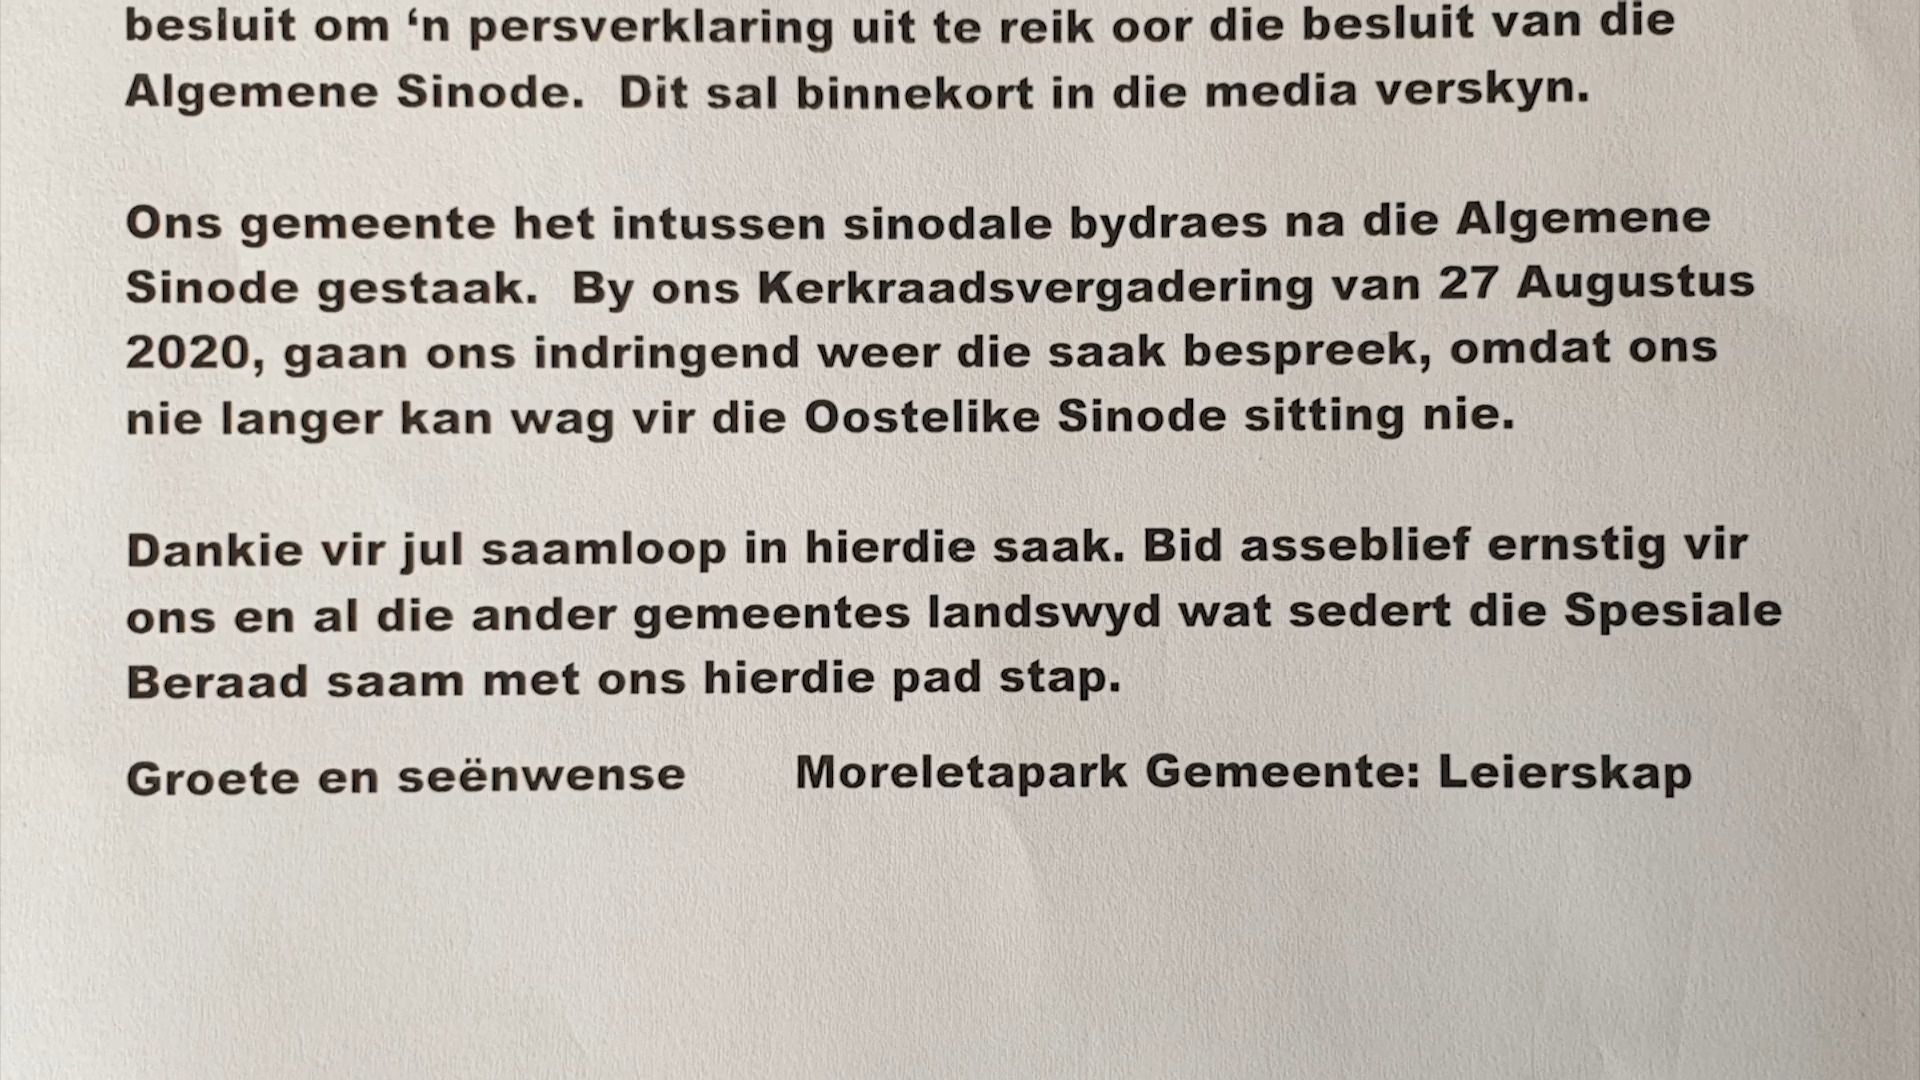 besluit om ‘n persverklaring uit te reik oor die besluit van die
Algemene Sinode.  Dit sal binnekort in die media verskyn.
Ons gemeente het intussen sinodale bydraes na die Algemene
Sinode gestaak.  By ons Kerkraadsvergadering van 27 Augustus
2020, gaan ons indringend weer die saak bespreek, omdat ons
nie langer kan wag vir die Oostelike Sinode sitting nie.
Dankie vir jul saamloop in hierdie saak. Bid asseblief ernstig vir
ons en al die ander gemeentes landswyd wat sedert die Spesiale
Beraad saam met ons hierdie pad stap.
Groete en seënwense      Moreletapark Gemeente: Leierskap